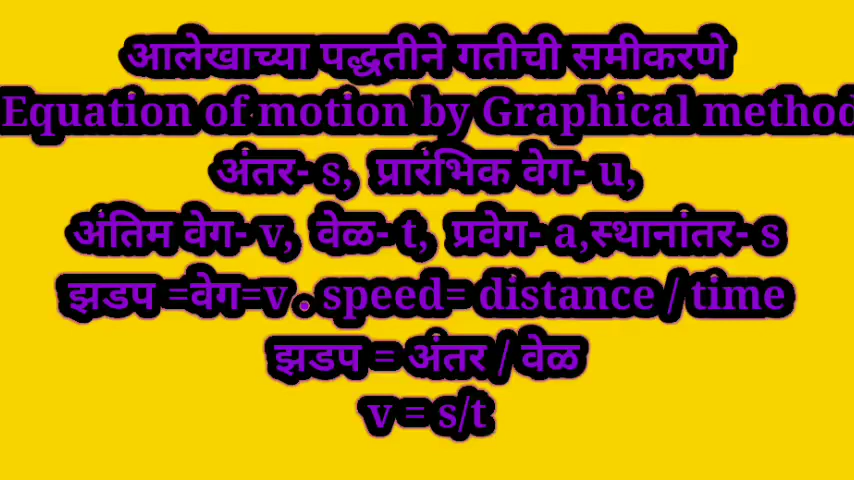 आलेखाच्या पद्धतीने गतीची समीकरणे
Equation of motion by Graphical method
अंतर- s, प्रारंभिक वेग- u,
अंतिम वेग- v, वेळ- t, प्रवेग- a,स्थानांतर- s
झडप =वेग=v . speed= distance / time
झडप = अंतर / वेळ
v = s/t